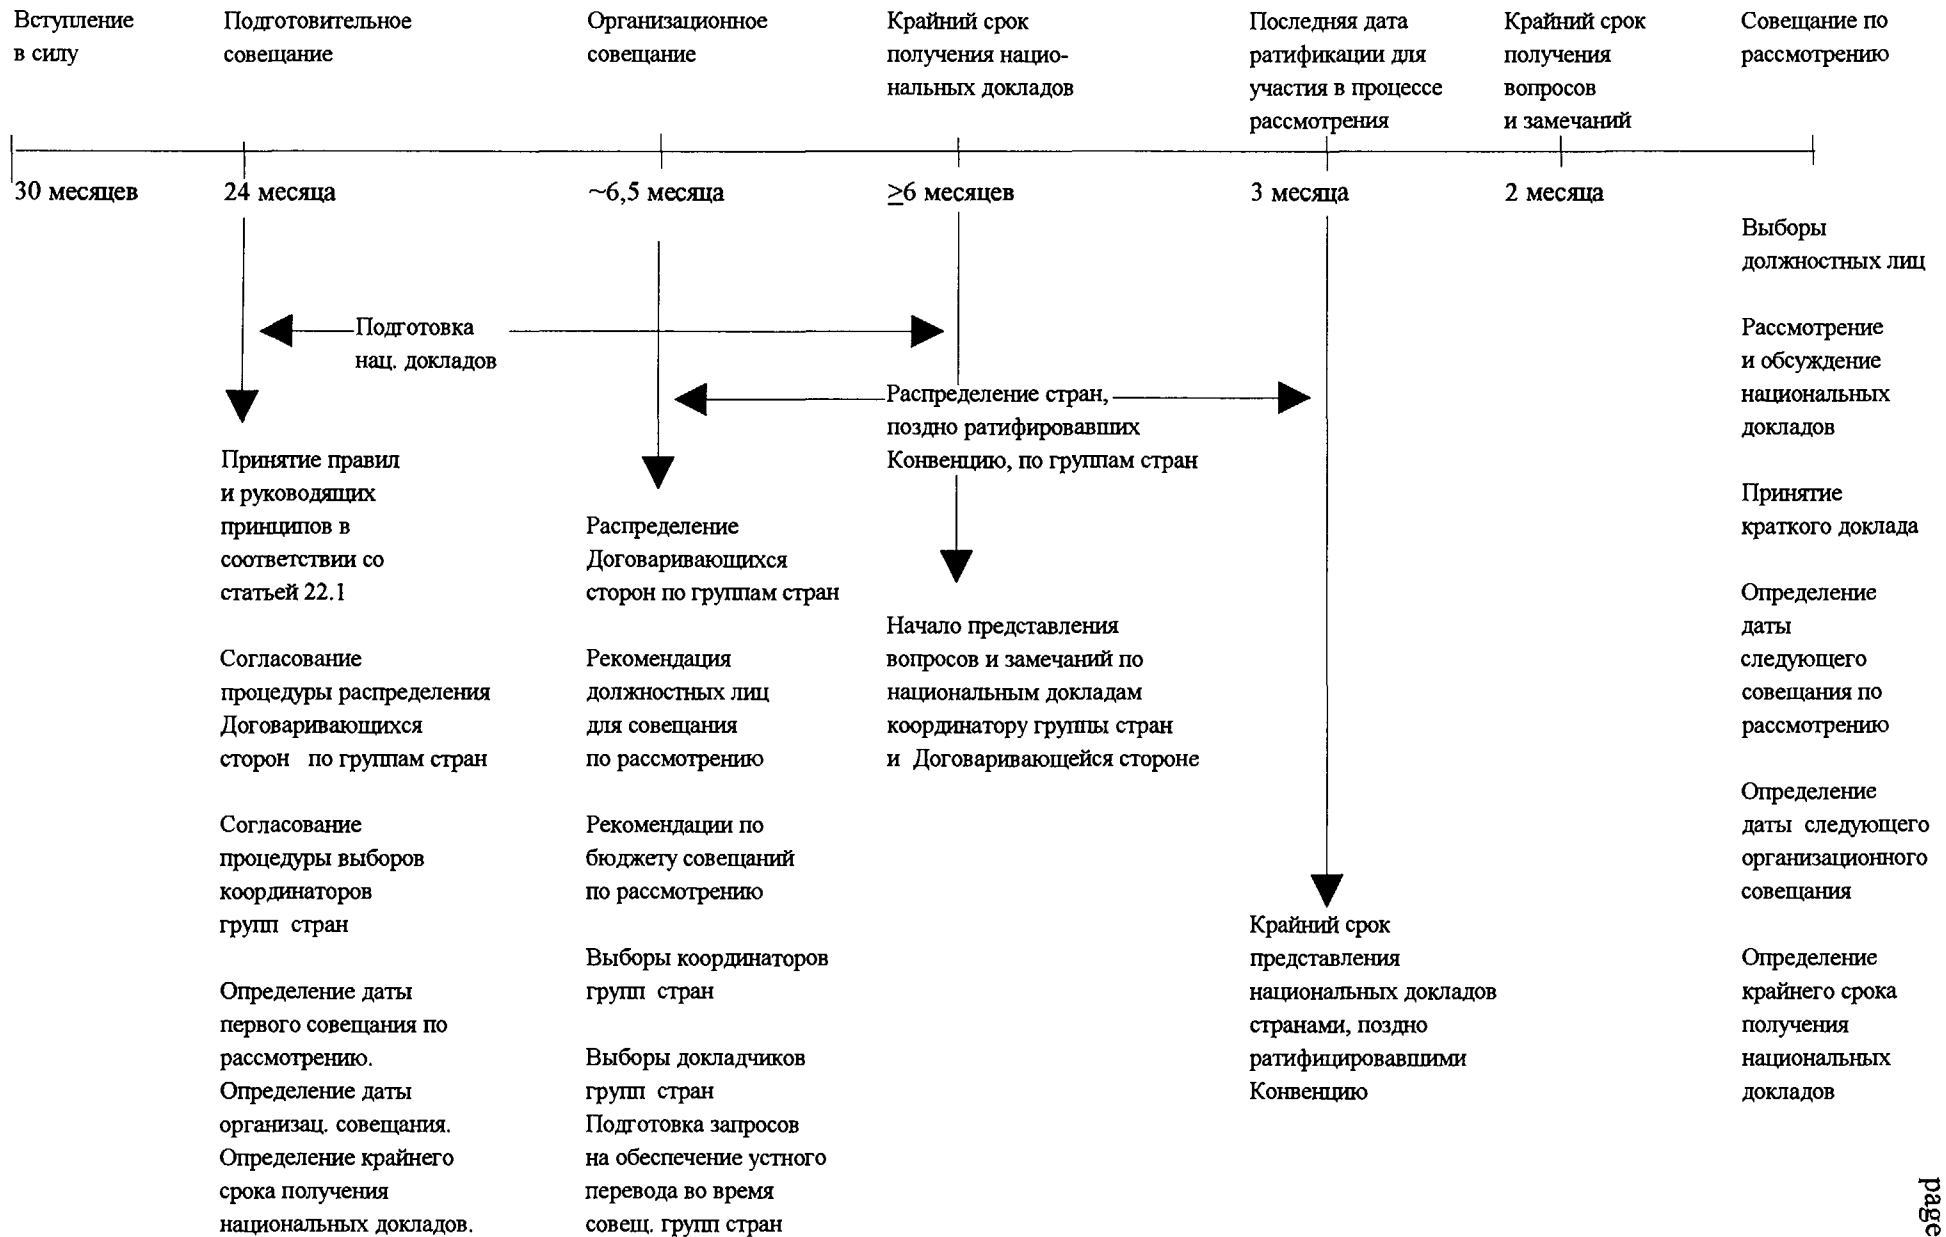 Вступление
в силу
Подготовительное
совещание
Организационное
совещание
Крайний срок
получения нацио-
нальных докладов
Последняя дата
ратификации для
участия в процессе
рассмотрения
Крайний срок
получения
вопросов
и замечаний
Совещание по
рассмотрению
30 месяцев
24 месяца
~6,5 месяца
≥6 месяцев
3 месяца
2 месяца
Подготовка
нац. докладов
Распределение стран,
поздно ратифировавших
Конвенцию, по группам стран
Принятие правил
и руководящих
принципов в
соответствии со
статьей 22.1
Согласование
процедуры распределения
Договаривающихся
сторон по группам стран
Согласование
процедуры выборов
координаторов
групп стран
Определение даты
первого совещания по
рассмотрению.
Определение даты
организац. совещания.
Определение крайнего
срока получения
национальных докладов.
Распределение
Договаривающихся
сторон по группам стран
Рекомендация
должностных лиц
для совещания
по рассмотрению
Рекомендации по
бюджету совещаний
по рассмотрению
Выборы координаторов
групп стран
Выборы докладчиков
групп стран
Подготовка запросов
на обеспечение устного
перевода во время
совещ. групп стран
Начало представления
вопросов и замечаний по
национальным докладам
координатору группы стран
и Договаривающейся стороне
Крайний срок
представления
национальных докладов
странами, поздно
ратифицировавшими
Конвенцию
Выборы
должностных лиц
Рассмотрение
и обсуждение
национальных
докладов
Принятие
краткого доклада
Определение
даты
следующего
совещания по
рассмотрению
Определение
даты следующего
организационного
совещания
Определение
крайнего срока
получения
национальных
докладов
page